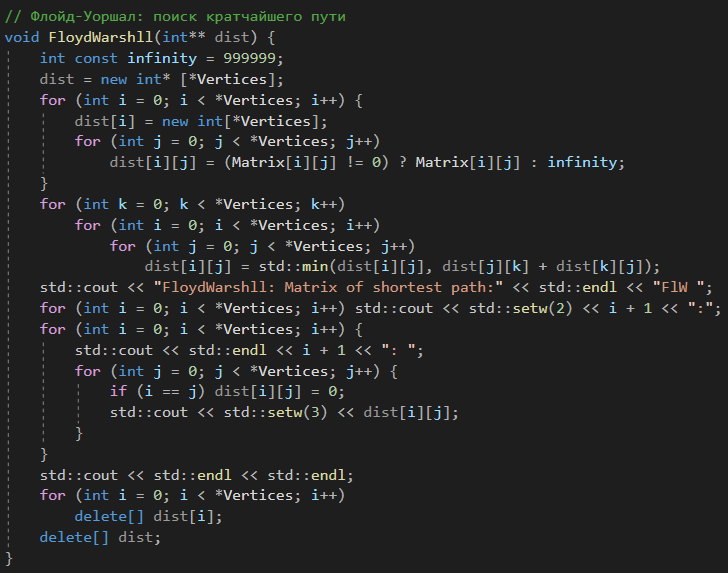 // Флойд-Уоршал: поиск кратчайшего пути
void FloydWarshll(int** dist) {
    int const infinity = 999999;
    dist = new int* [*Vertices];
    for (int i = 0; i < *Vertices; i++) {
        dist[i] = new int[*Vertices];
        for (int j = 0; j < *Vertices; j++)
            dist[i][j] = (Matrix[i][j] != 0) ? Matrix[i][j] : infinity;
    }
    for (int k = 0; k < *Vertices; k++)
        for (int i = 0; i < *Vertices; i++)
            for (int j = 0; j < *Vertices; j++)
                dist[i][j] = std::min(dist[i][j], dist[j][k] + dist[k][j]);
    std::cout << "FloydWarshll: Matrix of shortest path:" << std::endl << "FlW ";
    for (int i = 0; i < *Vertices; i++) std::cout << std::setw(2) << i + 1 << ":";
    for (int i = 0; i < *Vertices; i++) {
        std::cout << std::endl << i + 1 << ": ";
        for (int j = 0; j < *Vertices; j++) {
            if (i == j) dist[i][j] = 0;
            std::cout << std::setw(3) << dist[i][j];
        }
    }
    std::cout << std::endl << std::endl;
    for (int i = 0; i < *Vertices; i++)
        delete[] dist[i];
    delete[] dist;
}